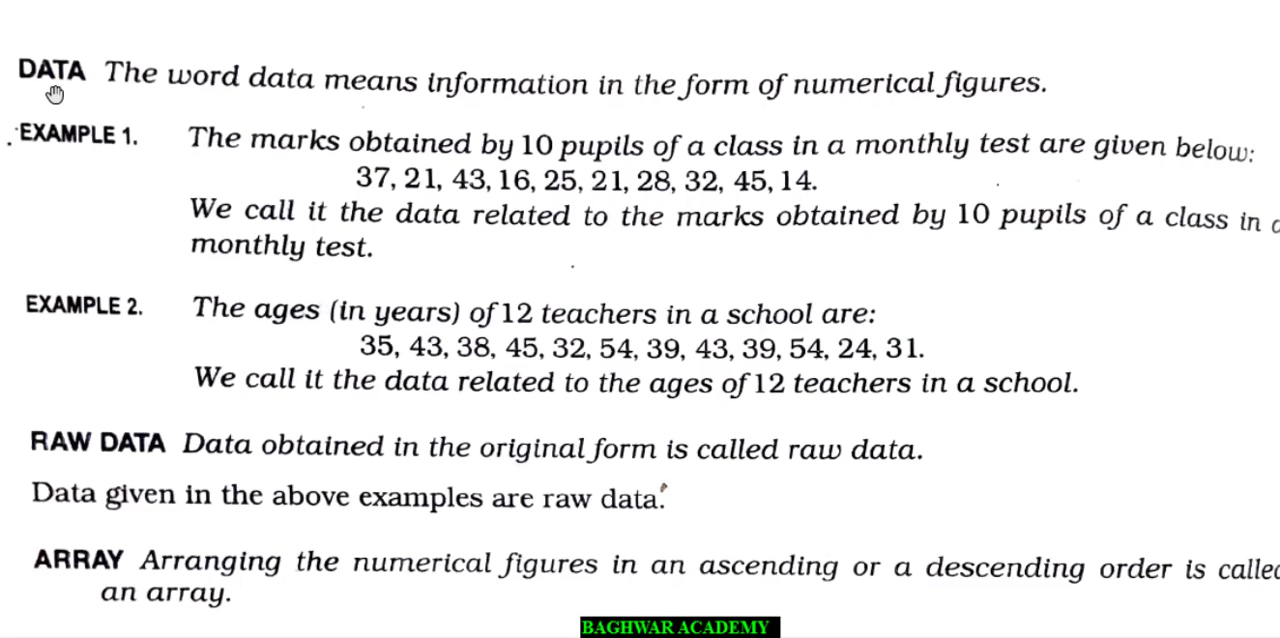 DATA The word data means information in the form of numerical figures.
EXAMPLE 1. The marks obtained by 10 pupils of a class in a monthly test are given below:
37, 21, 43, 16, 25, 21, 28, 32, 45, 14.
We call it the data related to the marks obtained by 10 pupils of a class in
monthly test.
EXAMPLE 2. The ages (in years) of 12 teachers in a school are:
35, 43, 38, 45, 32, 54, 39, 43, 39, 54, 24, 31.
We call it the data related to the ages of 12 teachers in a school.
RAW DATA Data obtained in the original form is called raw data.
Data given in the above examples are raw data.
ARRAY Arranging the numerical figures in an ascending or a descending order is
an array.
BAGHWAR ACADEMY